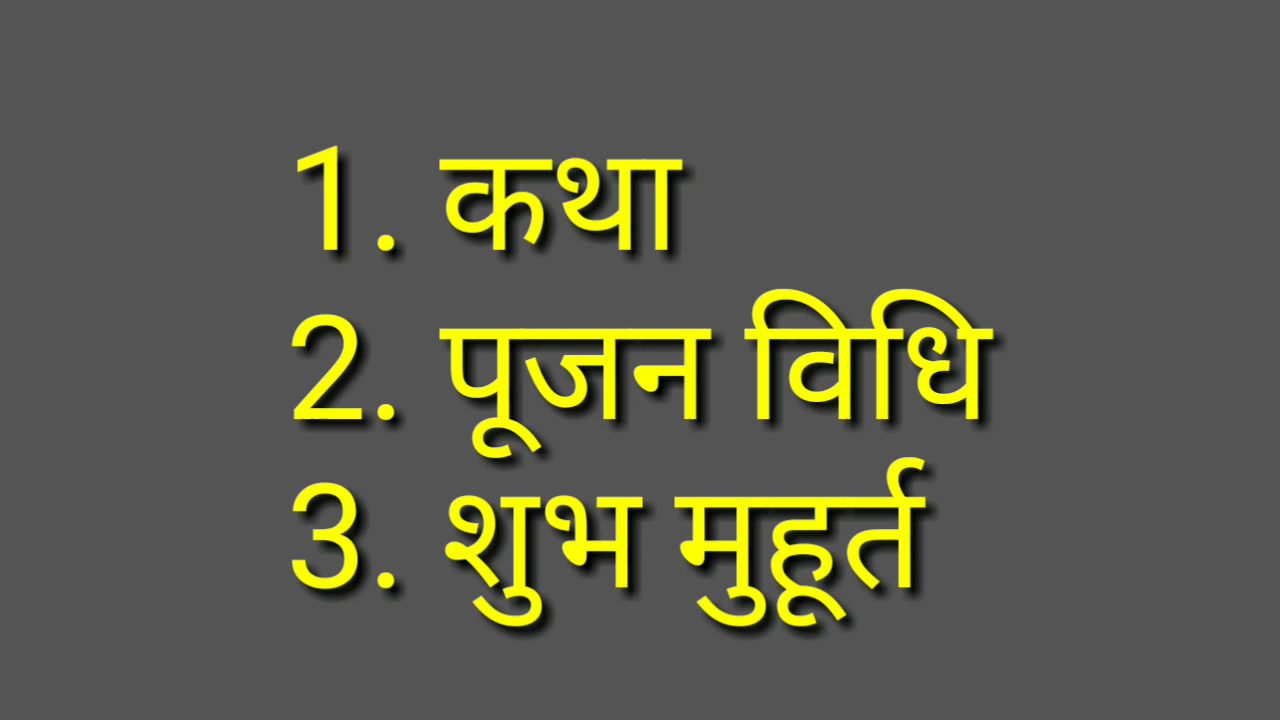 1. कथा
2. पूजन विधि
3. शुभ मुहूर्त